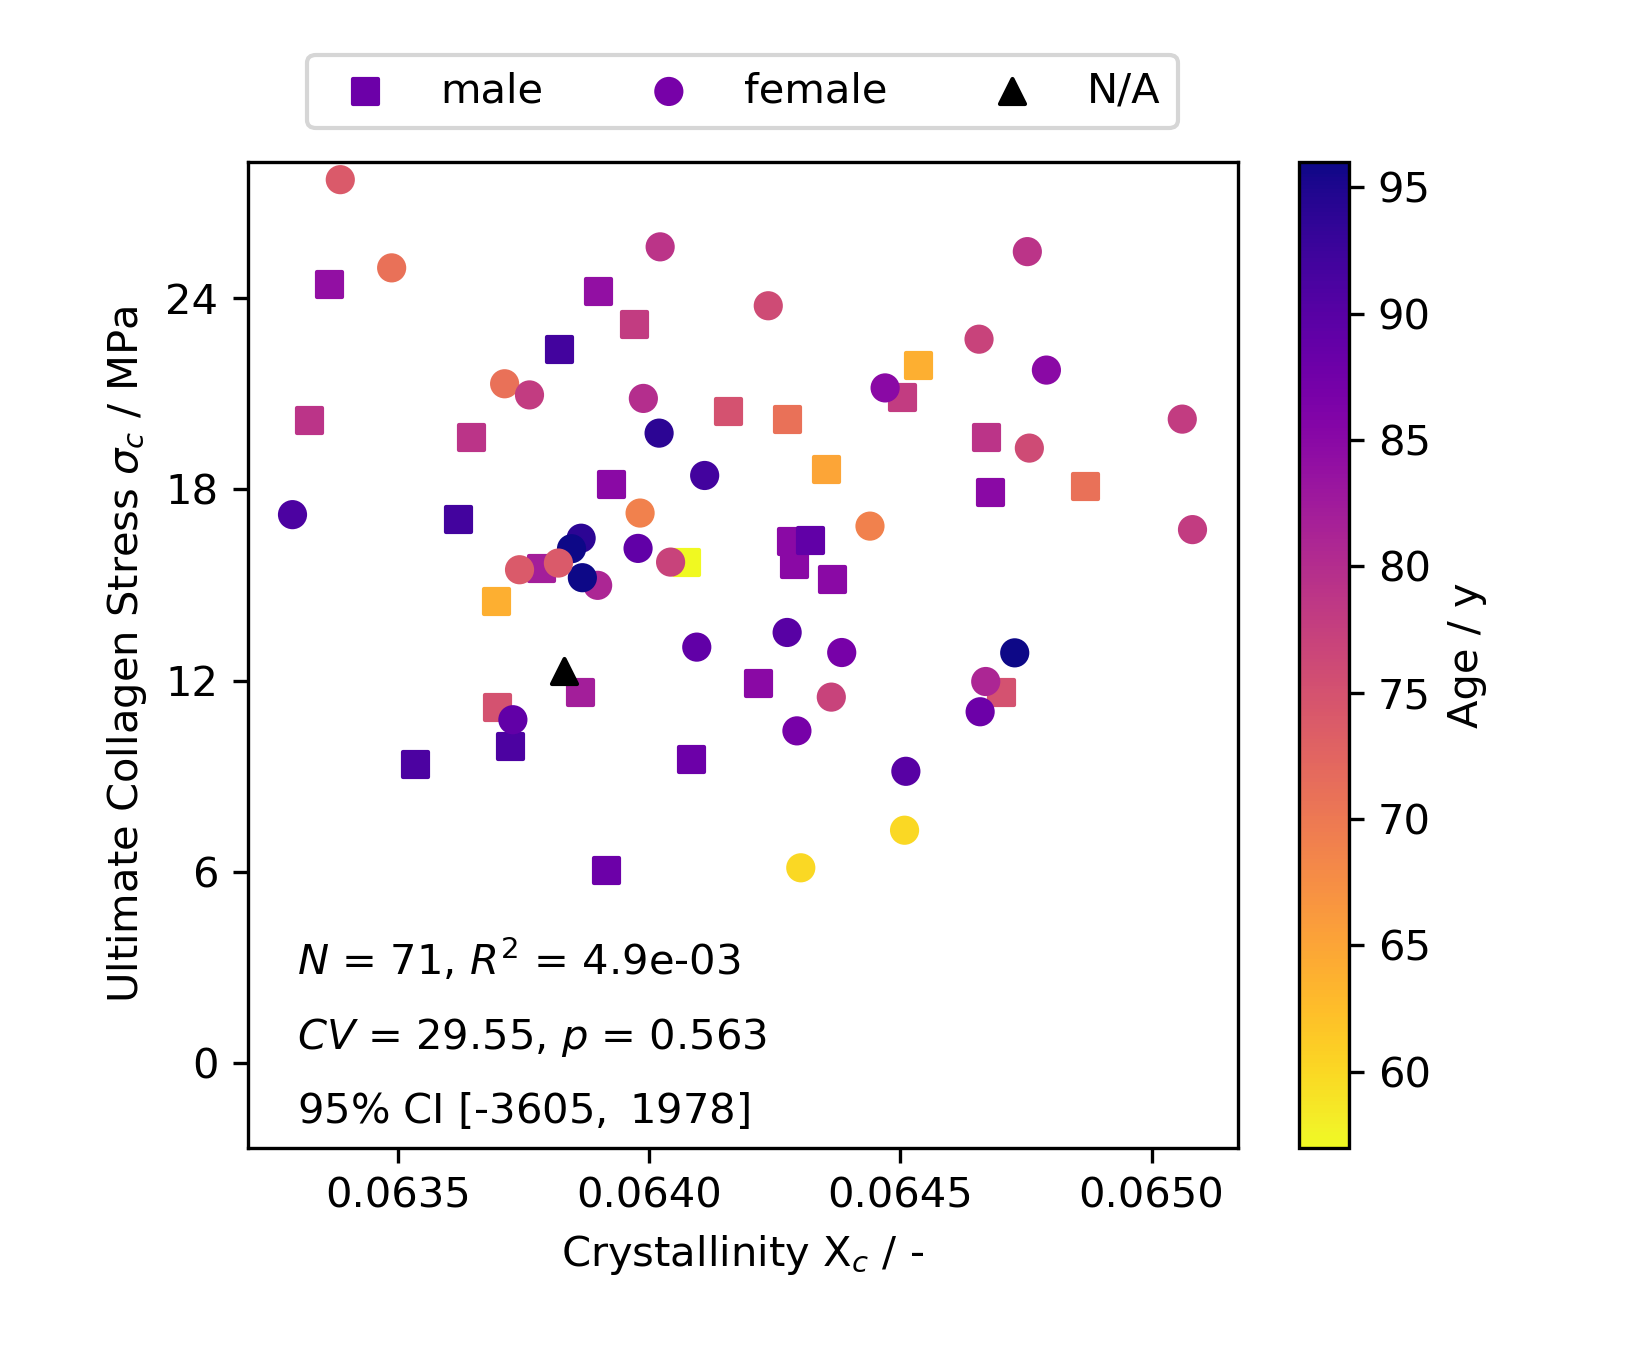 male female N/A
Ultimate Collagen Stress σc / MPa
24
18
12
6
0
N = 71, R² = 4.9e-03
CV = 29.55, p = 0.563
95% CI [-3605, 1978]
0.0635 0.0640 0.0645 0.0650
Crystallinity Xc / -
95
90
85
80
75
70
65
60
Age / y